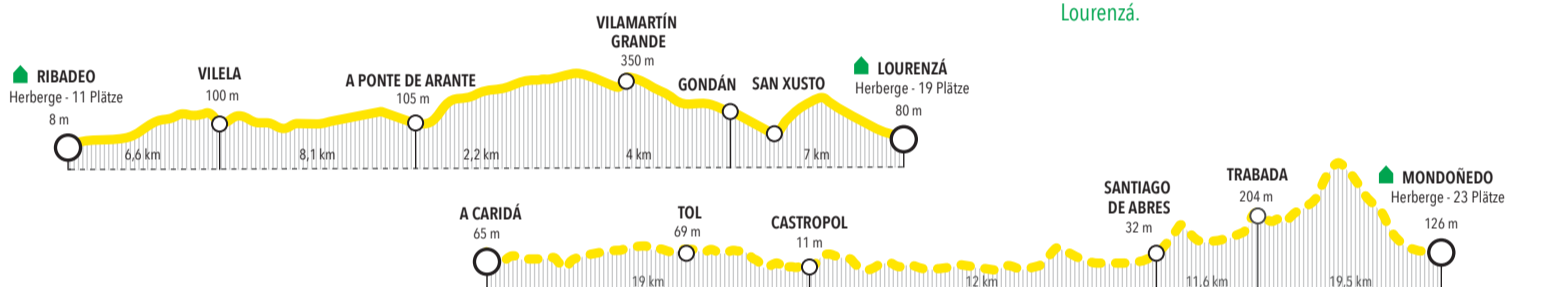 Lourenzá.
VILAMARTÍN
GRANDE
350 m
RIBADEO
Herberge - 11 Plätze
8 m
VILELA
100 m
A PONTE DE ARANTE
105 m
GONDÁN
SAN XUSTO
LOURENZÁ
Herberge - 19 Plätze
80 m
6,6 km
8,1 km
2,2 km
4 km
7 km
A CARIDÁ
65 m
TOL
69 m
CASTROPOL
11 m
SANTIAGO
DE ABRES
32 m
TRABADA
204 m
MONDOÑEDO
Herberge - 23 Plätze
126 m
19 km
12 km
11,6 km
19,5 km